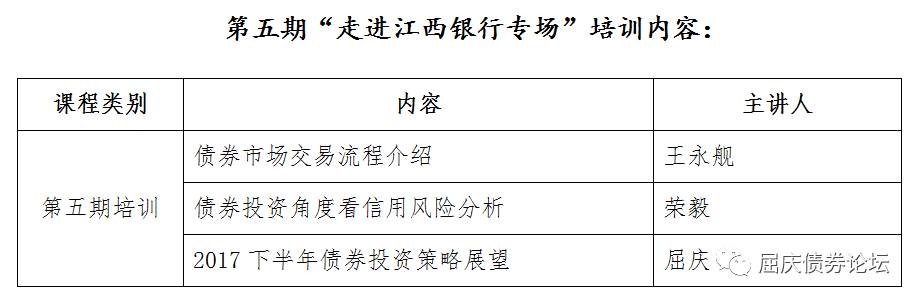 第五期“走进江西银行专场”培训内容：
课程类别 内容 主讲人
债券市场交易流程介绍 王永舰
第五期培训 债券投资角度看信用风险分析 荣毅
2017下半年债券投资策略展望 屈庆
屈庆债券论坛